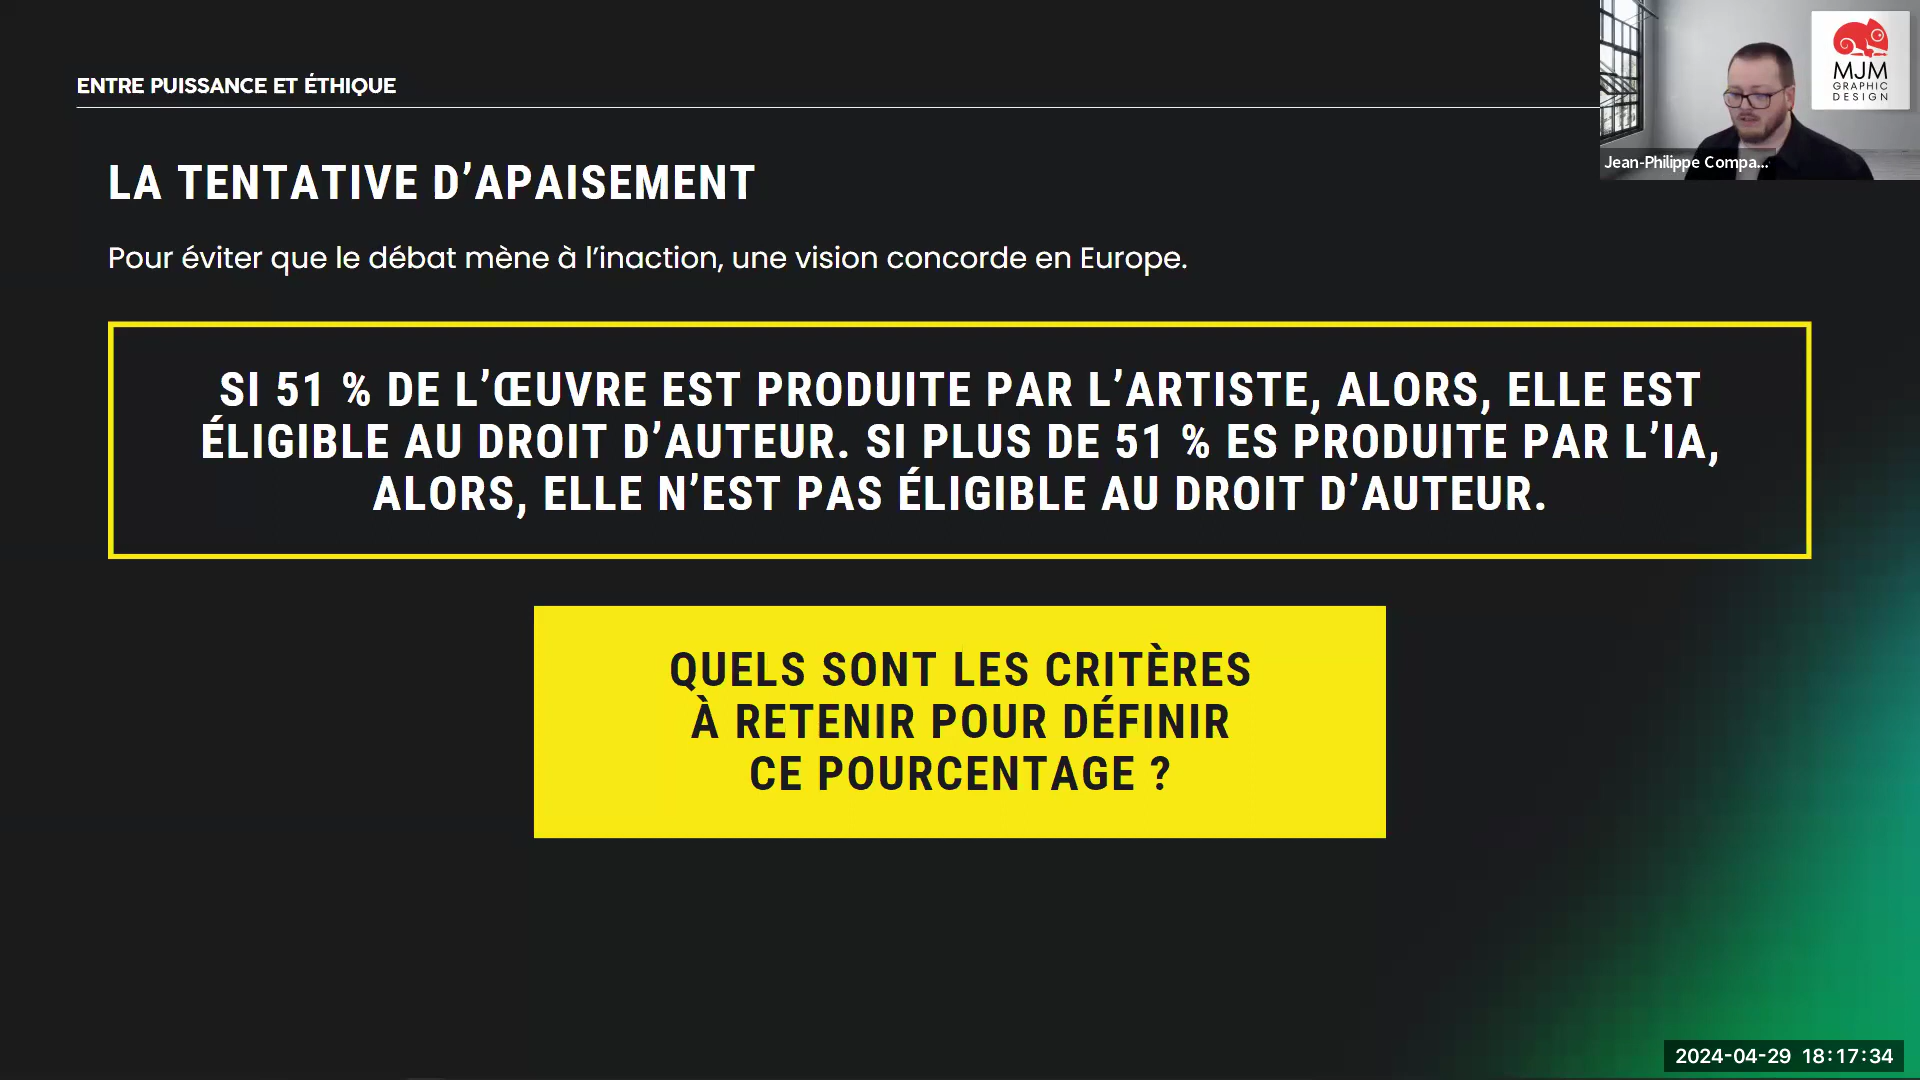 ENTRE PUISSANCE ET ÉTHIQUE
MJM
GRAPHIC
DESIGN
Jean-Philippe Compa...
LA TENTATIVE D’APAISEMENT
Pour éviter que le débat mène à l’inaction, une vision concorde en Europe.
SI 51 % DE L’ŒUVRE EST PRODUITE PAR L’ARTISTE, ALORS, ELLE EST
ÉLIGIBLE AU DROIT D’AUTEUR. SI PLUS DE 51 % ES PRODUITE PAR L’IA,
ALORS, ELLE N’EST PAS ÉLIGIBLE AU DROIT D’AUTEUR.
QUELS SONT LES CRITÈRES
À RETENIR POUR DÉFINIR
CE POURCENTAGE ?
2024-04-29 18:17:34